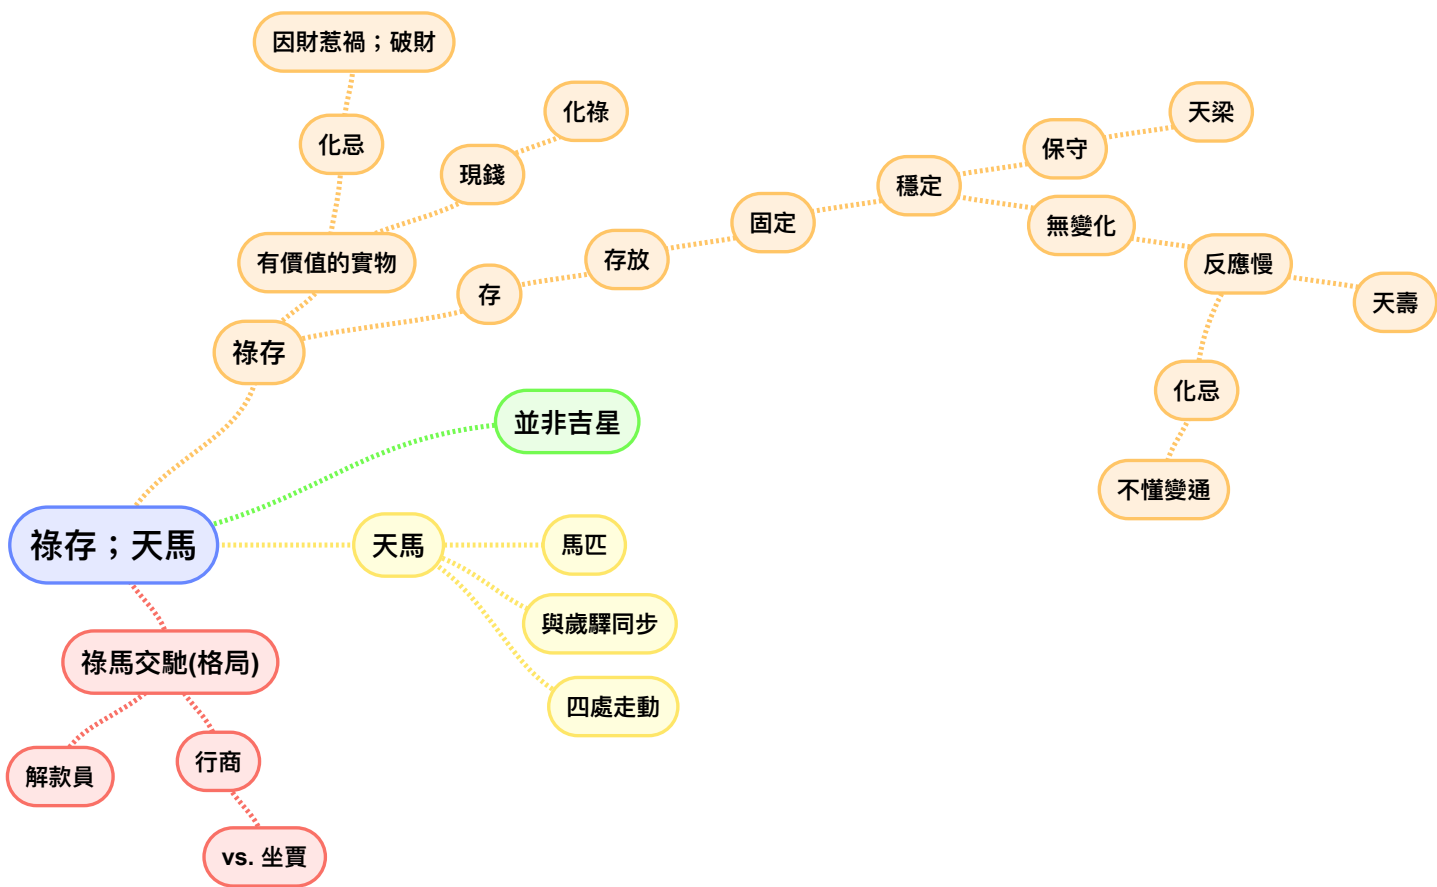 因財惹禍；破財
化忌
化祿
現錢
有價值的實物
祿存
存
存放
固定
穩定
保守
天梁
無變化
反應慢
天壽
化忌
不懂變通
並非吉星
祿存；天馬
天馬
馬匹
與歲驛同步
四處走動
祿馬交馳(格局)
解款員
行商
vs. 坐賈